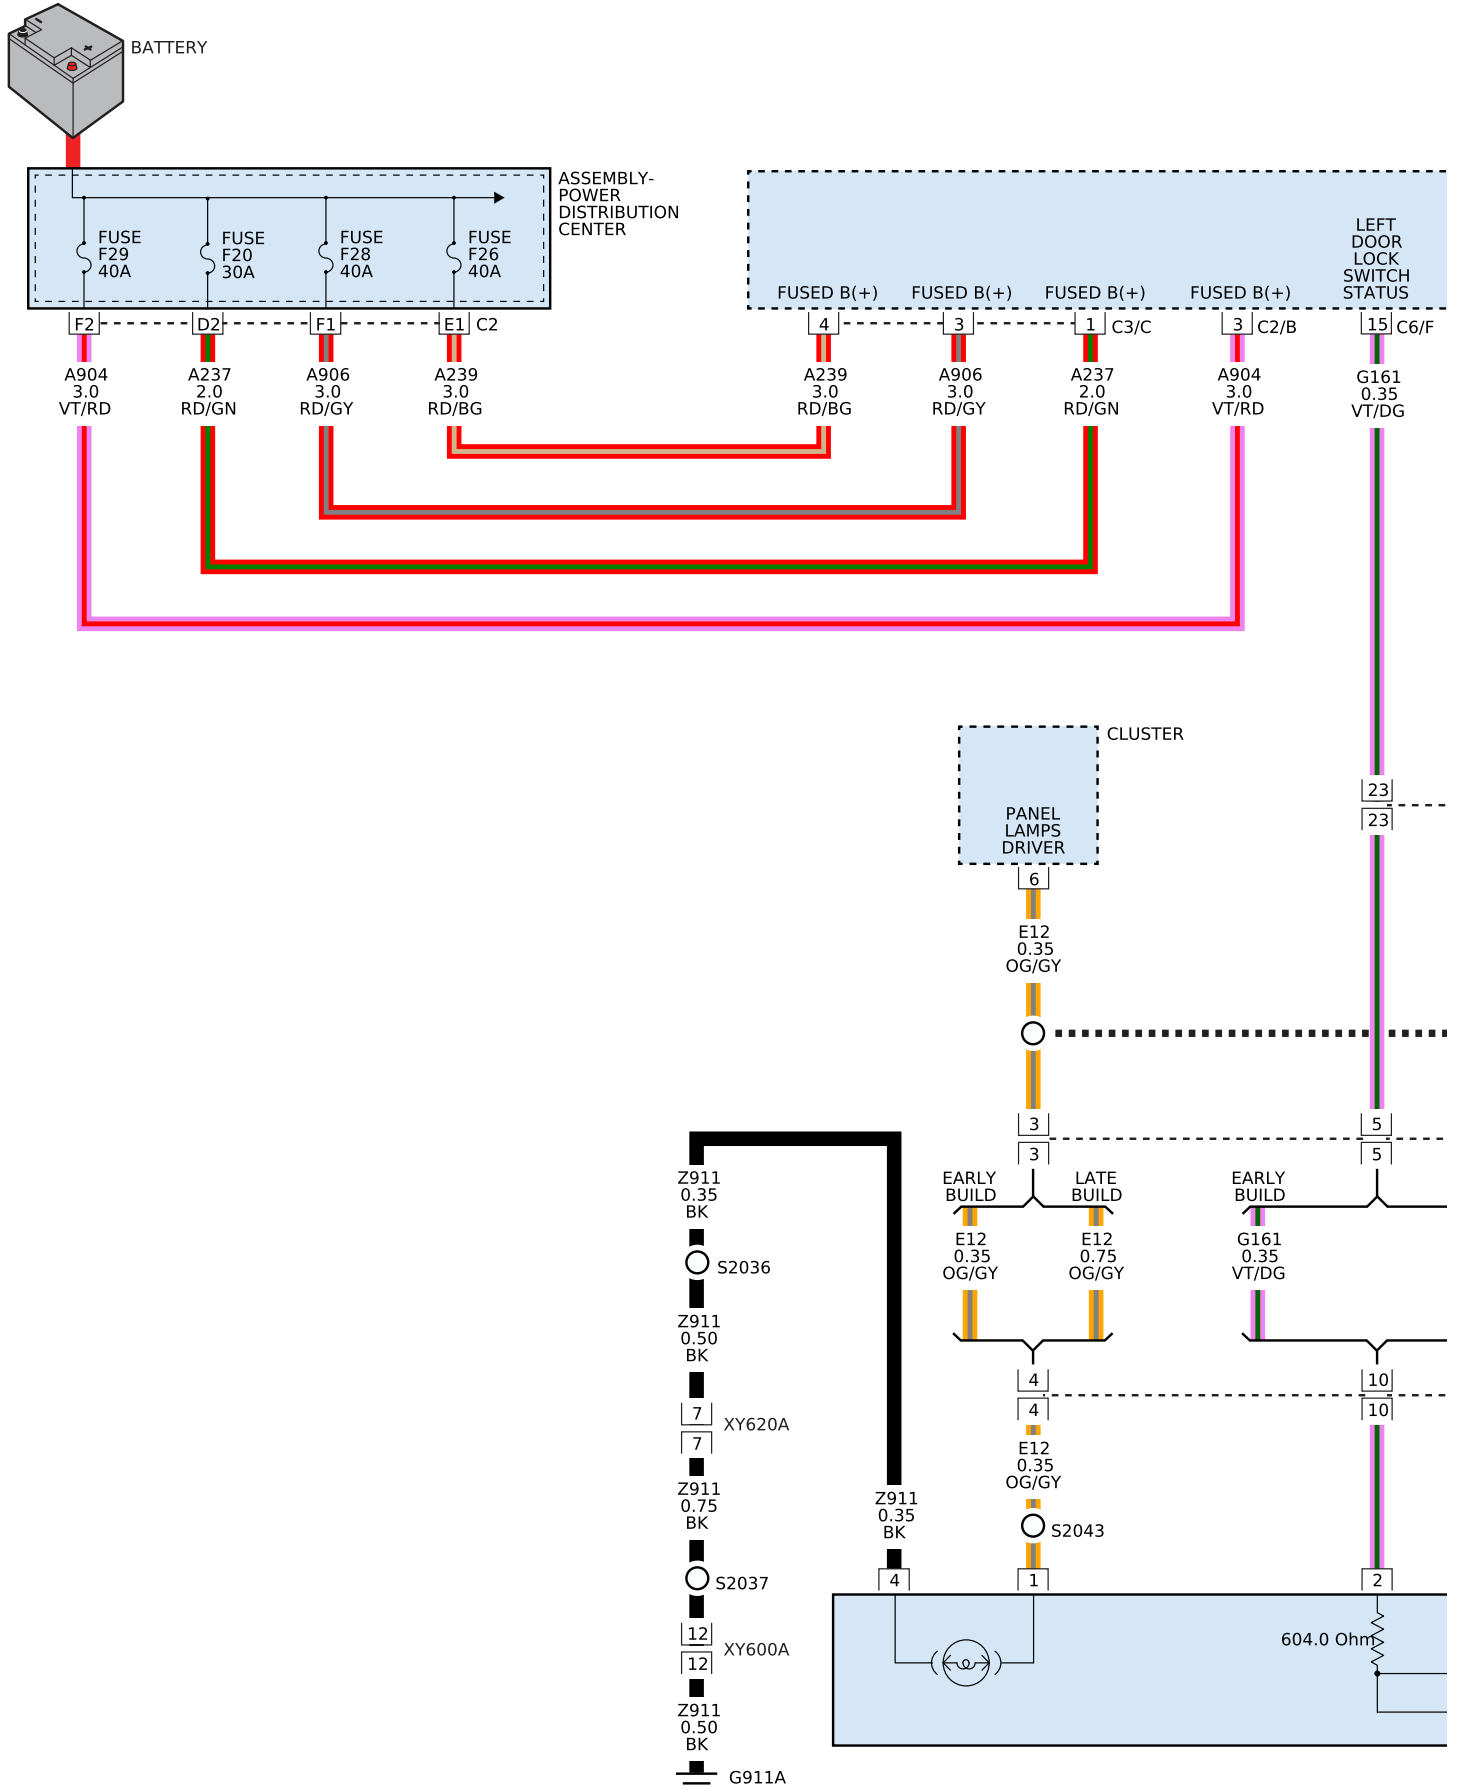 BATTERY
ASSEMBLY-
POWER
DISTRIBUTION
CENTER
FUSE
F29
40A
FUSE
F20
30A
FUSE
F28
40A
FUSE
F26
40A
F2
D2
F1
E1
C2
A904
3.0
VT/RD
A237
2.0
RD/GN
A906
3.0
RD/GY
A239
3.0
RD/BG
FUSED B(+)
FUSED B(+)
FUSED B(+)
FUSED B(+)
LEFT
DOOR
LOCK
SWITCH
STATUS
4
3
1
C3/C
3
C2/B
15
C6/F
A239
3.0
RD/BG
A906
3.0
RD/GY
A237
2.0
RD/GN
A904
3.0
VT/RD
G161
0.35
VT/DG
CLUSTER
PANEL
LAMPS
DRIVER
6
23
23
E12
0.35
OG/GY
3
3
5
5
EARLY
BUILD
LATE
BUILD
EARLY
BUILD
E12
0.35
OG/GY
E12
0.75
OG/GY
G161
0.35
VT/DG
4
4
10
10
E12
0.35
OG/GY
S2043
Z911
0.35
BK
S2036
Z911
0.50
BK
7
7
XY620A
Z911
0.75
BK
S2037
12
12
XY600A
Z911
0.50
BK
G911A
Z911
0.35
BK
4
1
2
604.0 Ohm